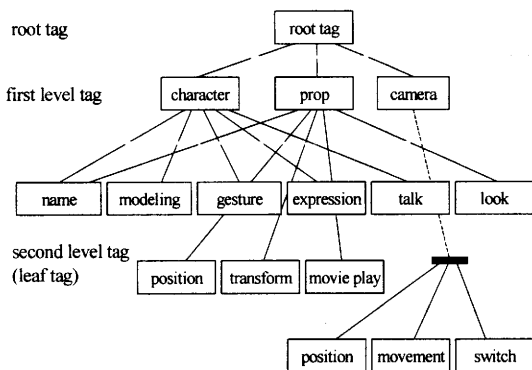 root tag root tag
first level tag character prop camera
name modeling gesture expression talk look
second level tag
(leaf tag) position transform movie play
position movement switch